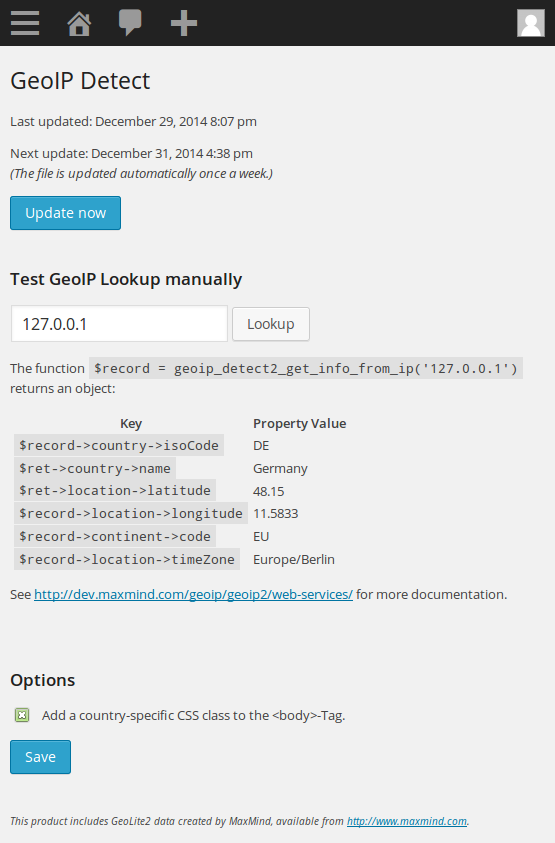 GeoIP Detect
Last updated: December 29, 2014 8:07 pm
Next update: December 31, 2014 4:38 pm
(The file is updated automatically once a week.)
Update now
Test GeoIP Lookup manually
127.0.0.1 Lookup
The function $record = geoip_detect2_get_info_from_ip('127.0.0.1')
returns an object:
Key Property Value
$record->country->isoCode DE
$ret->country->name Germany
$ret->location->latitude 48.15
$record->location->longitude 11.5833
$record->continent->code EU
$record->location->timeZone Europe/Berlin
See http://dev.maxmind.com/geoip/geoip2/web-services/ for more documentation.
Options
Add a country-specific CSS class to the <body>-Tag.
Save
This product includes GeoLite2 data created by MaxMind, available from http://www.maxmind.com.